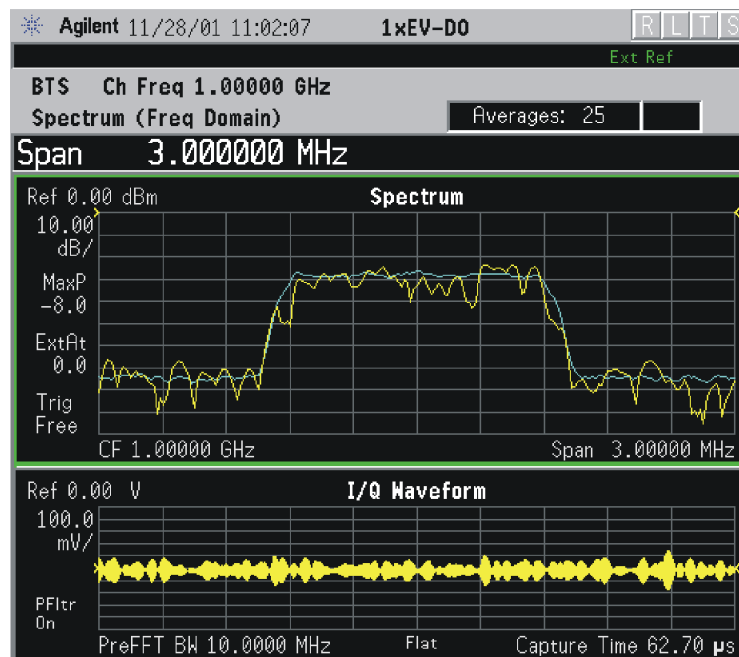 Agilent 11/28/01 11:02:07 1xEV-DO R L T S
Ext Ref
BTS Ch Freq 1.00000 GHz
Spectrum (Freq Domain) Averages: 25
Span 3.000000 MHz
Ref 0.00 dBm Spectrum
10.00
dB/
MaxP
-8.0
ExtAt
0.0
Trig
Free
CF 1.00000 GHz Span 3.00000 MHz
Ref 0.00 V I/Q Waveform
100.0
mV/
PFltr
On
PreFFT BW 10.0000 MHz Flat Capture Time 62.70 µs